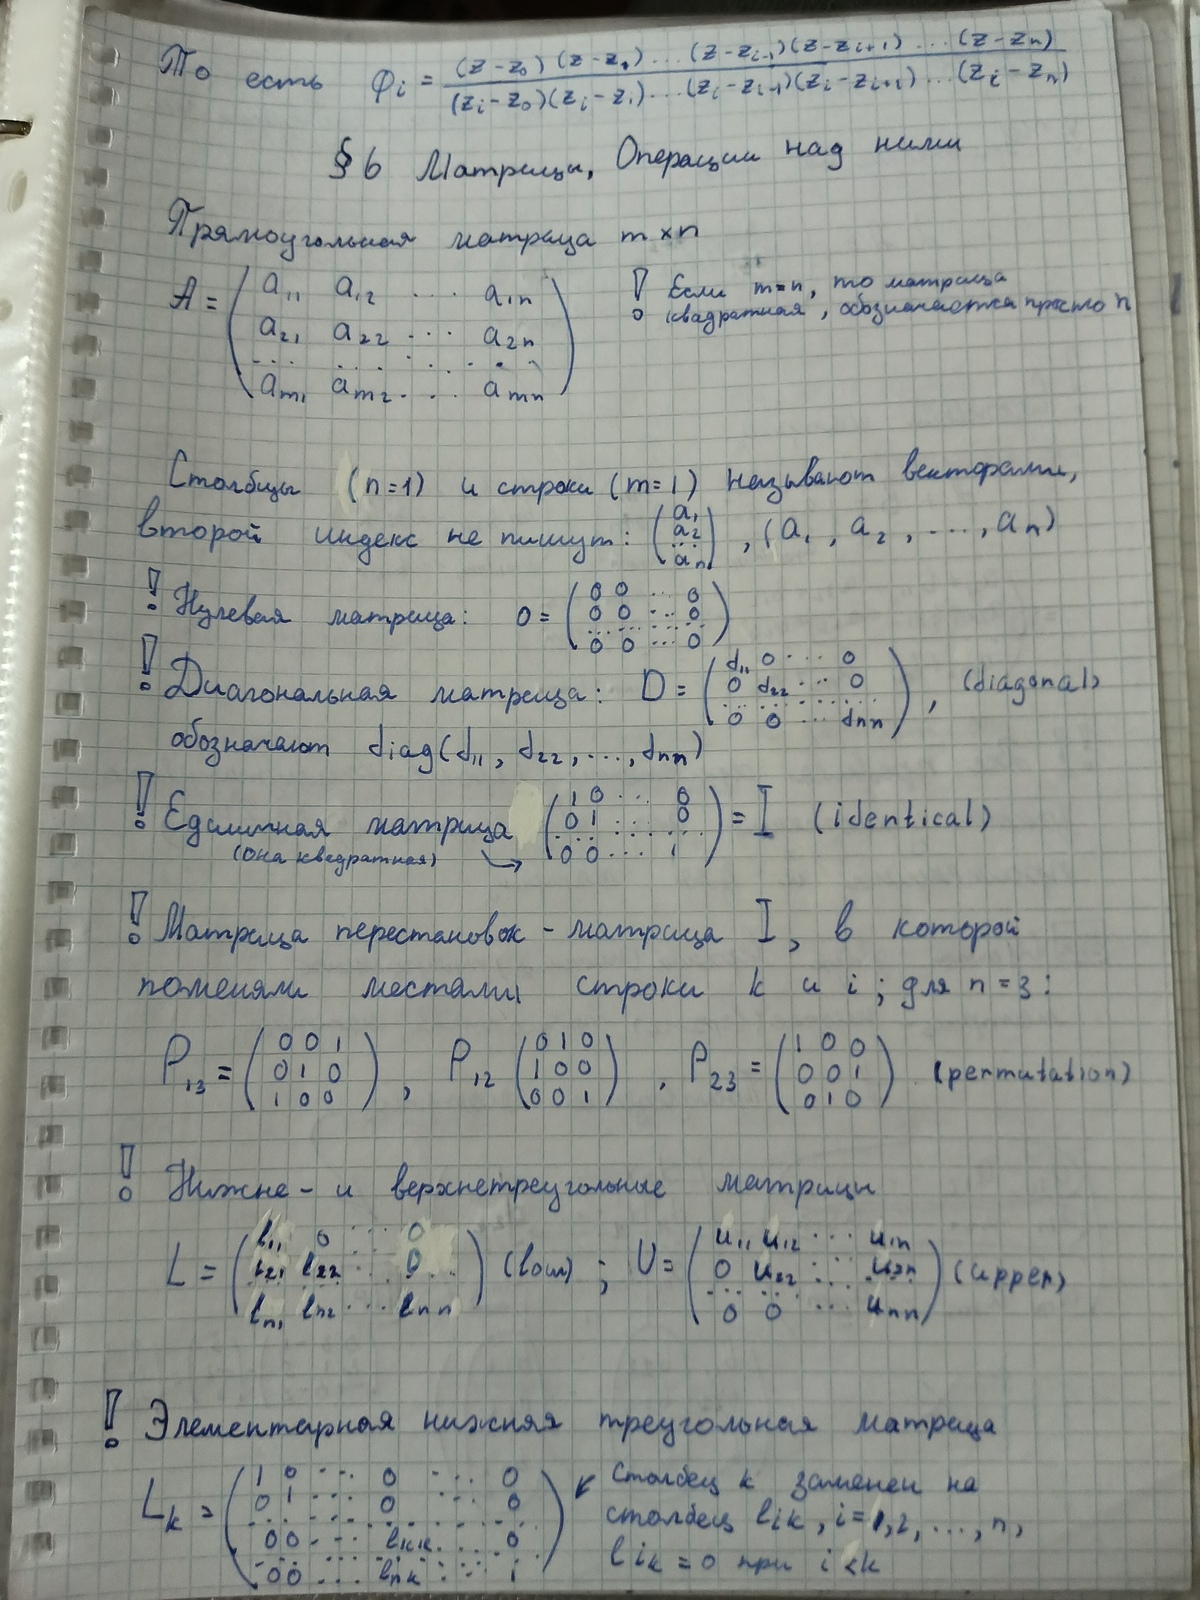 То есть φᵢ = (z-z₀)(z-z₁)...(z-zᵢ₋₁)(z-zᵢ₊₁)...(z-zₙ) / (zᵢ-z₀)(zᵢ-z₁)...(zᵢ-zᵢ₋₁)(zᵢ-zᵢ₊₁)...(zᵢ-zₙ)
§6 Матрицы, Операции над ними
Прямоугольная матрица m×n
A = ( a₁₁ a₁₂ ... a₁ₙ
a₂₁ a₂₂ ... a₂ₙ
. . . . . . .
aₘ₁ aₘ₂ ... aₘₙ )
! Если m=n, то матрица
квадратная, обозначается просто n
Столбцы (n=1) и строки (m=1) называют векторами,
второй индекс не пишут: ( a₁ a₂ ... aₙ ), (a₁, a₂, ..., aₙ)
! Нулевая матрица: 0 = ( 0 0 ... 0
0 0 ... 0
. . . . . .
0 0 ... 0 )
! Диагональная матрица: D = ( d₁₁ 0 ... 0
0 d₂₂ ... 0
. . . . . .
0 0 ... dₙₙ ), (diagonal)
обозначают diag(d₁₁, d₂₂, ..., dₙₙ)
! Единитная матрица ( 1 0 ... 0
0 1 ... 0
. . . . . .
0 0 ... 1 ) = I (identical)
(она квадратная) →
! Матрица перестановок - матрица I, в которой
поменяли местами строки k и i; для n=3:
P₁₃ = ( 0 0 1
0 1 0
1 0 0 ), P₁₂ ( 0 1 0
1 0 0
0 0 1 ), P₂₃ = ( 1 0 0
0 0 1
0 1 0 ) (permutation)
! Нижне- и верхнетреугольные матрицы
L = ( l₁₁ 0 ... 0
l₂₁ l₂₂ ... 0
lₙ₁ lₙ₂ ... lₙₙ ) (low); U = ( u₁₁ u₁₂ ... u₁ₙ
0 u₂₂ ... u₂ₙ
. . . . . .
0 0 ... uₙₙ ) (upper)
! Элементарная нижняя треугольная матрица
Lₖ = ( 1 0 ... 0 ... 0
0 1 ... 0 ... 0
. . . . . . . .
0 0 ... lₖₖ ... 0
. . . . . . . .
0 0 ... lₙₖ ... 1 )
↙ столбец k заменен на
столбец lᵢₖ, i=1,2,...,n,
lᵢₖ = 0 при i<k